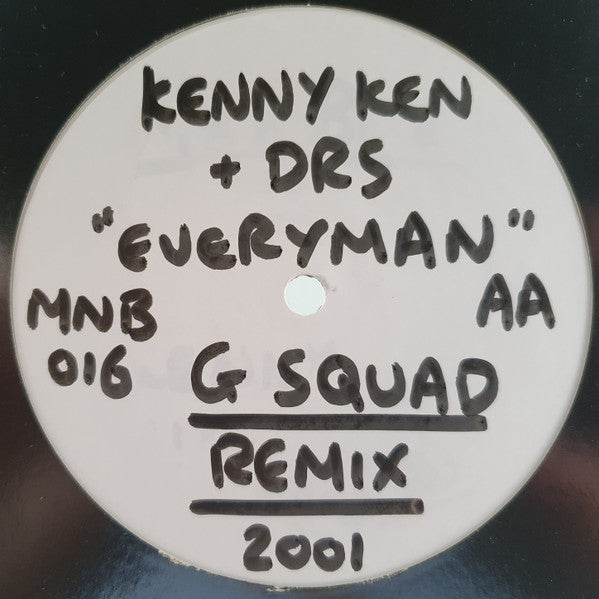 KENNY KEN
+ DRS
"EVERYMAN"
MNB
016
AA
G SQUAD
REMIX
2001